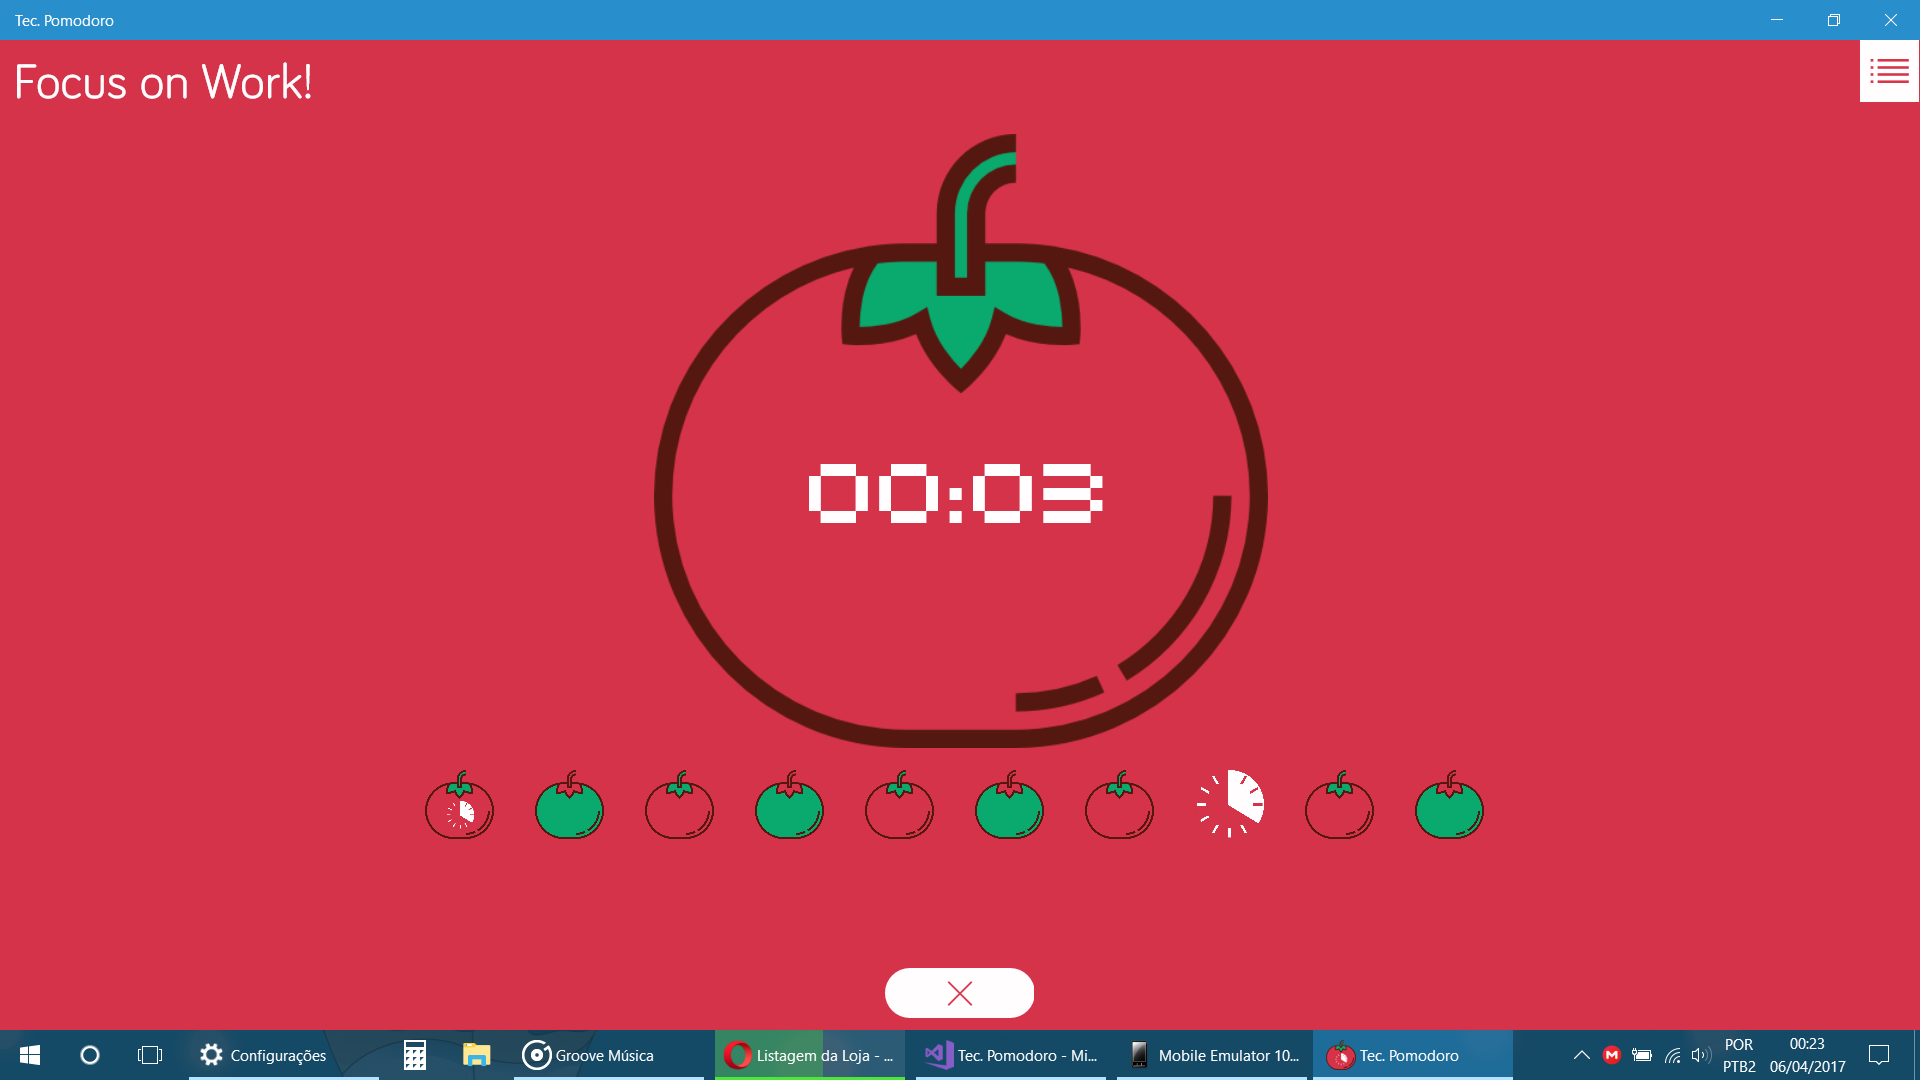 Tec. Pomodoro
Focus on Work!
00:03
Configurações
Groove Música
Listagem da Loja - ...
Tec. Pomodoro - Mi...
Mobile Emulator 10...
Tec. Pomodoro
POR
PTB2
00:23
06/04/2017